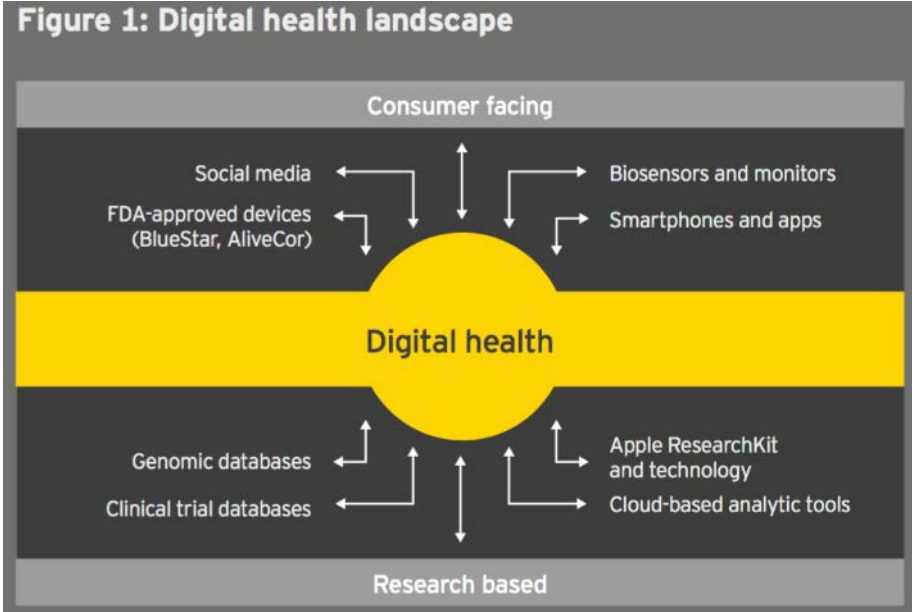 Figure 1: Digital health landscape
Consumer facing
Social media
Biosensors and monitors
FDA-approved devices
(BlueStar, AliveCor)
Smartphones and apps
Digital health
Genomic databases
Apple ResearchKit
and technology
Clinical trial databases
Cloud-based analytic tools
Research based